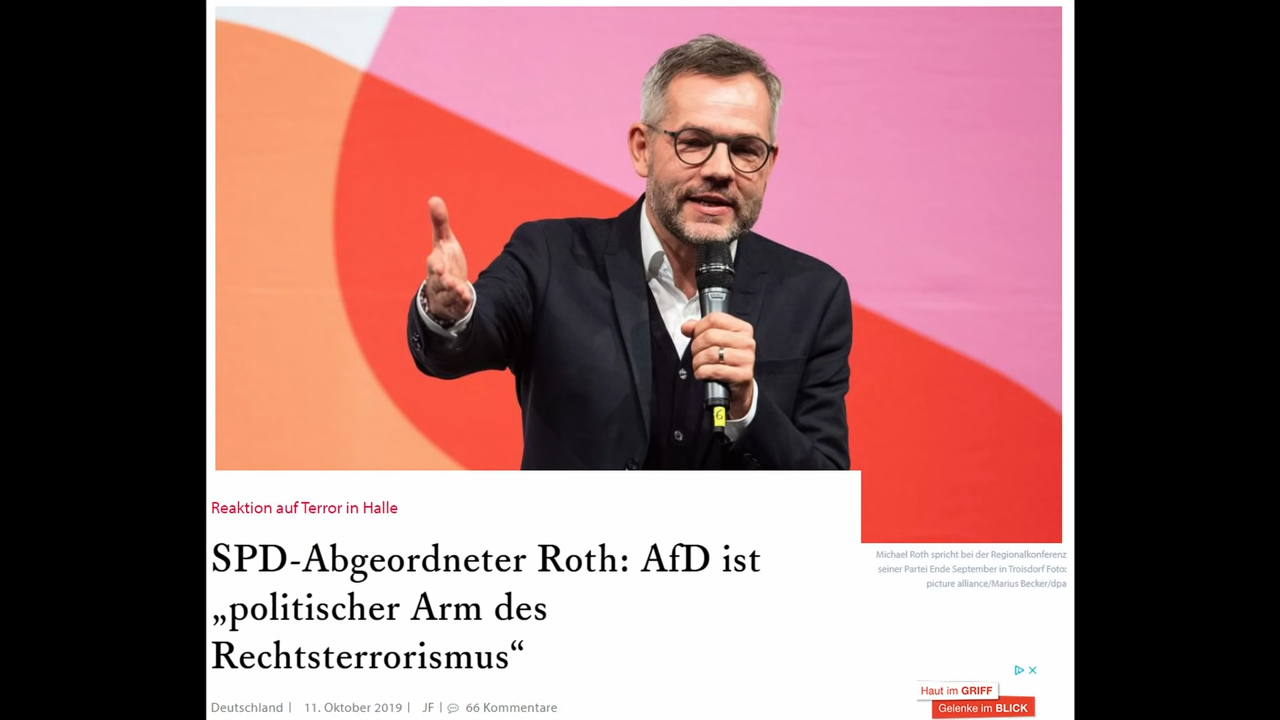 6
Reaktion auf Terror in Halle
SPD-Abgeordneter Roth: AfD ist
„politischer Arm des
Rechtsterrorismus“
Michael Roth spricht bei der Regionalkonferenz
seiner Partei Ende September in Troisdorf Foto:
picture alliance/Marius Becker/dpa
Deutschland | 11. Oktober 2019 | JF | 66 Kommentare
Haut im GRIFF
Gelenke im BLICK